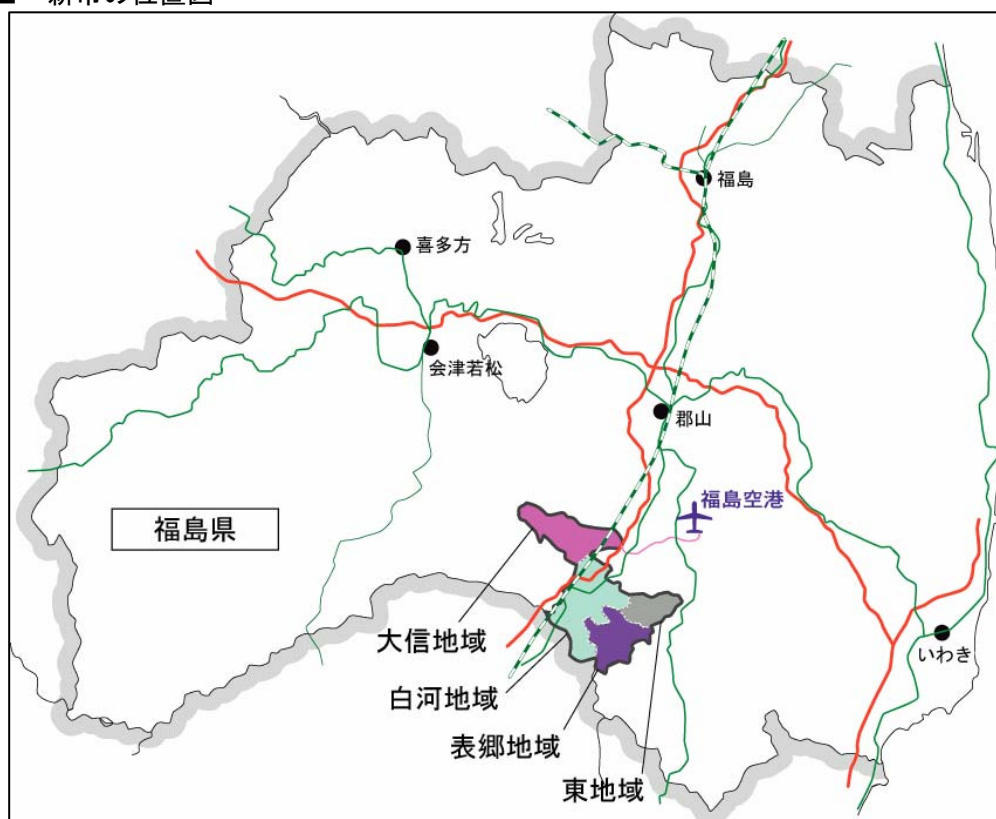 新市の位置図
福島
喜多方
会津若松
郡山
福島空港
福島県
大信地域
いわき
白河地域
表郷地域
東地域